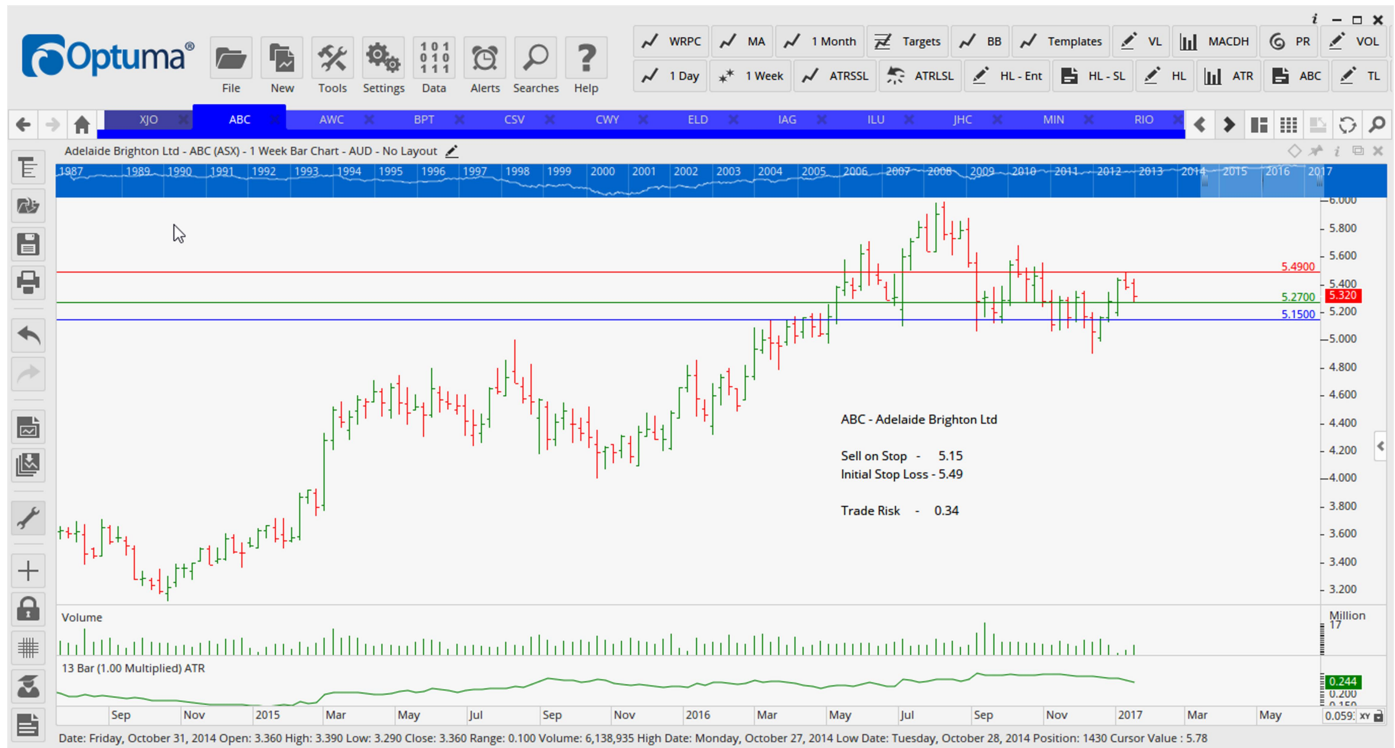 Optuma®
File
New
Tools
Settings
Data
Alerts
Searches
Help
WRPC
MA
1 Month
Targets
BB
Templates
VL
MACDH
PR
VOL
1 Day
1 Week
ATRSSL
ATRLSL
HL - Ent
HL - SL
HL
ATR
ABC
TL
XJO
ABC
AWC
BPT
CSV
CWY
ELD
IAG
ILU
JHC
MIN
RIO
Adelaide Brighton Ltd - ABC (ASX) - 1 Week Bar Chart - AUD - No Layout
1987 1989 1990 1991 1992 1993 1994 1995 1996 1997 1998 1999 2000 2001 2002 2003 2004 2005 2006 2007 2008 2009 2010 2011 2012 2013 2014 2015 2016 2017
6.000
5.800
5.600
5.4900
5.400
5.320
5.2700
5.200
5.1500
5.000
4.800
4.600
4.400
4.200
4.000
3.800
3.600
3.400
3.200
ABC - Adelaide Brighton Ltd
Sell on Stop - 5.15
Initial Stop Loss - 5.49
Trade Risk - 0.34
Volume
Million
17
13 Bar (1.00 Multiplied) ATR
0.244
0.200
0.150
Sep Nov 2015 Mar May Jul Sep Nov 2016 Mar May Jul Sep Nov 2017 Mar May
0.059 XY
Date: Friday, October 31, 2014 Open: 3.360 High: 3.390 Low: 3.290 Close: 3.360 Range: 0.100 Volume: 6,138,935 High Date: Monday, October 27, 2014 Low Date: Tuesday, October 28, 2014 Position: 1430 Cursor Value : 5.78